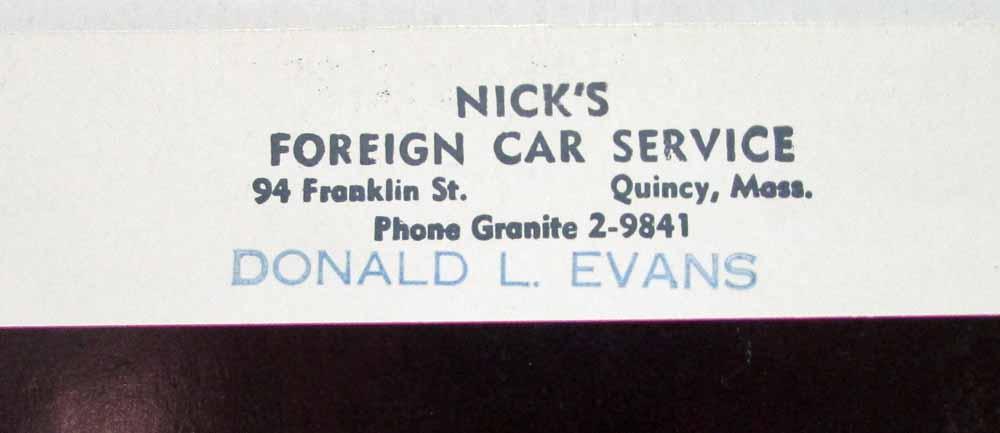 NICK'S
FOREIGN CAR SERVICE
94 Franklin St. Quincy, Mass.
Phone Granite 2-9841
DONALD L. EVANS